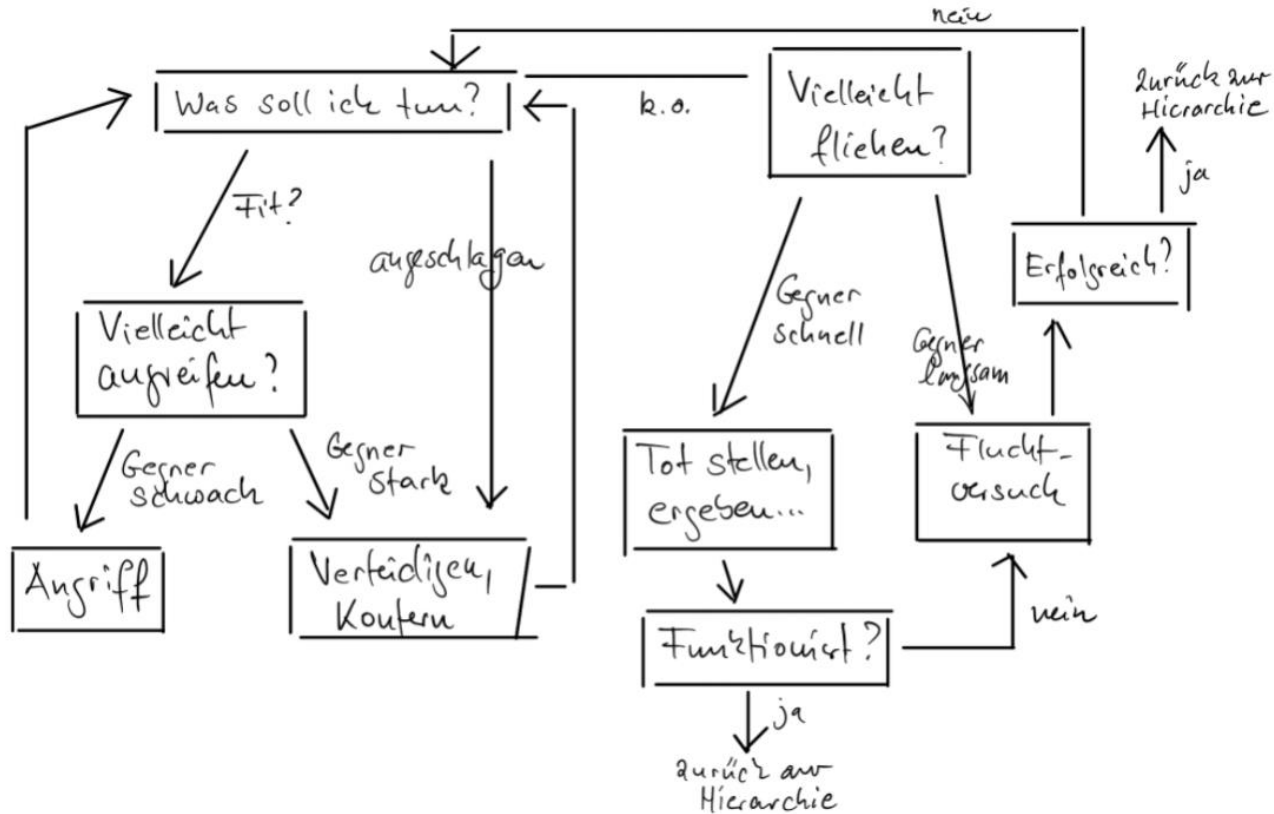 nein
Was soll ich tun?
k.o.
Vielleicht
fliehen?
zurück zur
Hierarchie
ja
Erfolgreich?
Fit?
angeschlagen
Vielleicht
angreifen?
Gegner
schnell
Gegner
langsam
Gegner
schwach
Gegner
stark
Angriff
Verteidigen,
Kontern
Tot stellen,
ergeben...
Flucht-
versuch
Funktioniert?
nein
ja
zurück zur
Hierarchie